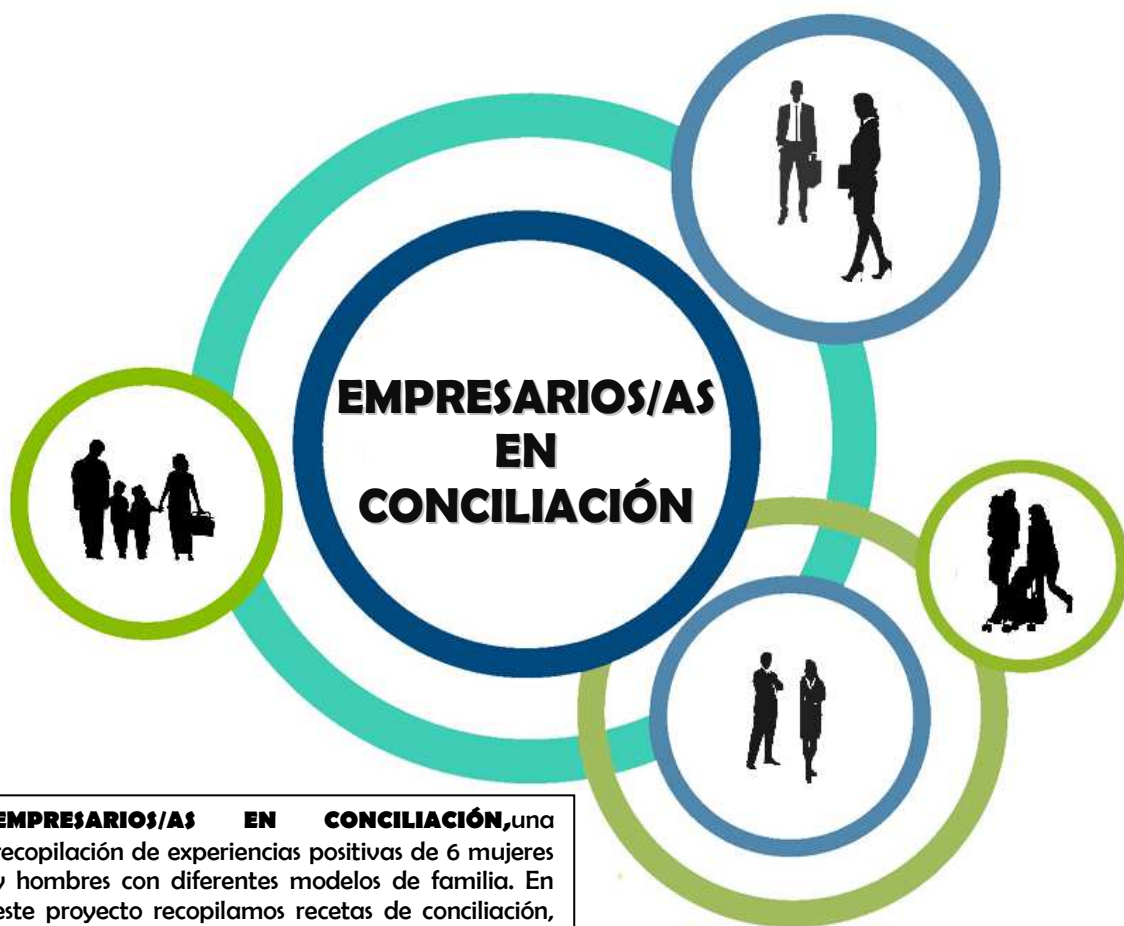 EMPRESARIOS/AS
EN
CONCILIACIÓN
EMPRESARIOS/AS EN CONCILIACIÓN,una
recopilación de experiencias positivas de 6 mujeres
y hombres con diferentes modelos de familia. En
este proyecto recopilamos recetas de conciliación,